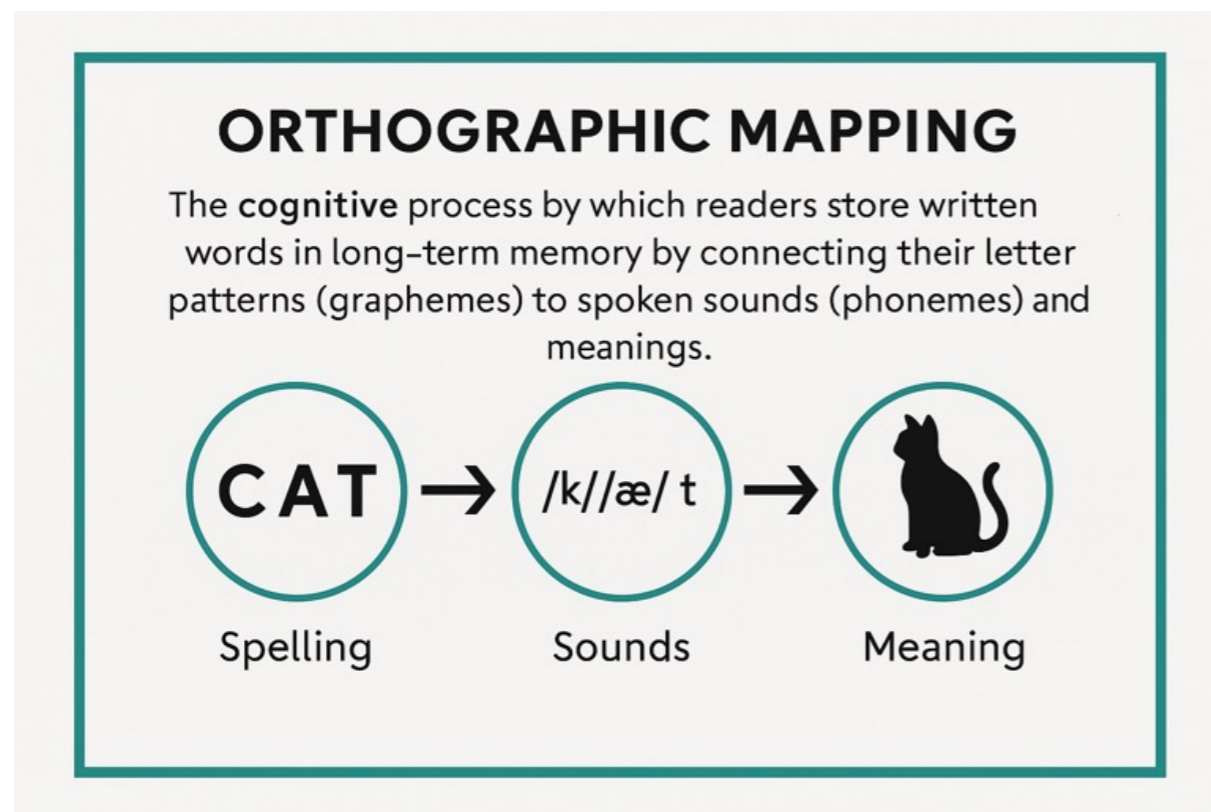 ORTHOGRAPHIC MAPPING
The cognitive process by which readers store written
words in long-term memory by connecting their letter
patterns (graphemes) to spoken sounds (phonemes) and
meanings.
CAT
/k//æ/ t
Spelling
Sounds
Meaning